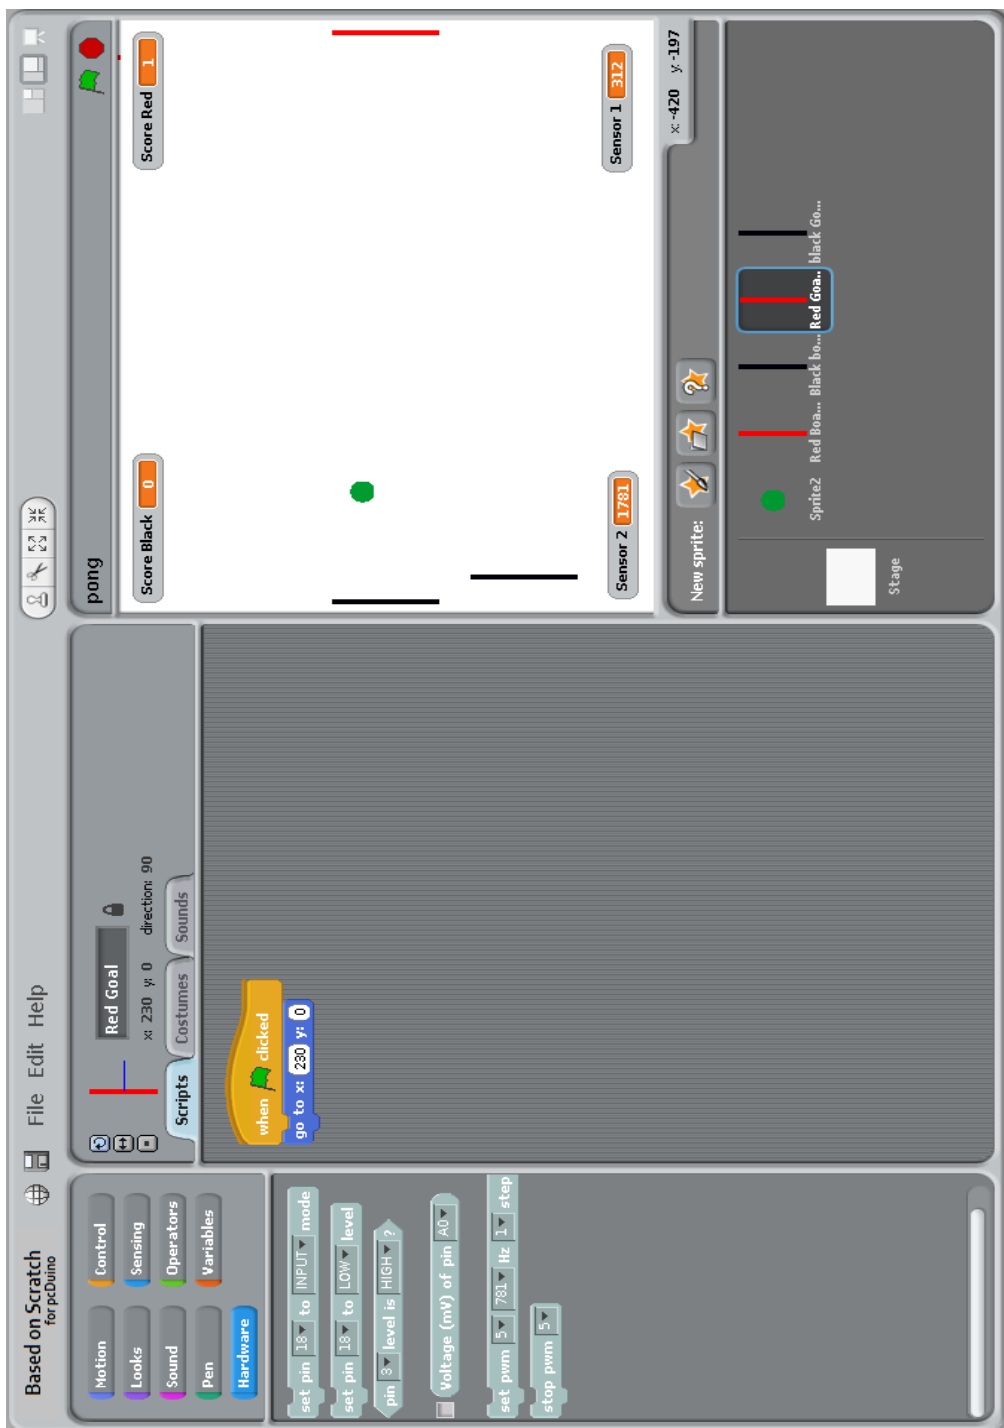 Based on Scratch
for pcDuino
File Edit Help
Motion
Control
Looks
Sensing
Sound
Operators
Pen
Variables
Hardware
set pin 18 to INPUT mode
set pin 18 to LOW level
pin 3 level is HIGH ?
Voltage (mV) of pin A0
set pwm 5 781 Hz 1 step
stop pwm 5
Red Goal
x: 230 y: 0 direction: 90
Scripts
Costumes
Sounds
when clicked
go to x: 230 y: 0
pong
Score Black 0
Score Red 1
Sensor 2 1781
Sensor 1 312
x: -420 y: -197
New sprite:
Sprite2
Red Boa...
Black bo...
Red Goa...
black Go...
Stage